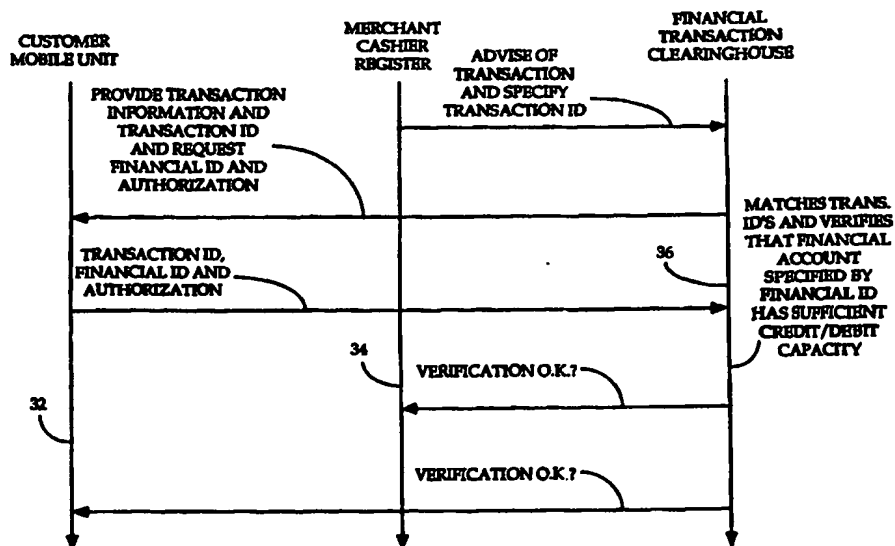 CUSTOMER
MOBILE UNIT
MERCHANT
CASHIER
REGISTER
FINANCIAL
TRANSACTION
CLEARINGHOUSE
ADVISE OF
TRANSACTION
AND SPECIFY
TRANSACTION ID
PROVIDE TRANSACTION
INFORMATION AND
TRANSACTION ID
AND REQUEST
FINANCIAL ID AND
AUTHORIZATION
MATCHES TRANS.
ID'S AND VERIFIES
THAT FINANCIAL
ACCOUNT
SPECIFIED BY
FINANCIAL ID
HAS SUFFICIENT
CREDIT/DEBIT
CAPACITY
36
TRANSACTION ID,
FINANCIAL ID AND
AUTHORIZATION
34
VERIFICATION O.K.?
32
VERIFICATION O.K.?